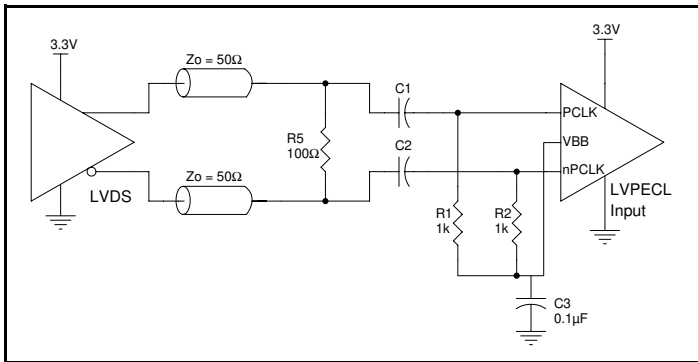 3.3V
Zo = 50Ω
3.3V
C1
PCLK
R5
100Ω
VBB
C2
nPCLK
Zo = 50Ω
LVDS
LVPECL
Input
R1
1k
R2
1k
C3
0.1µF